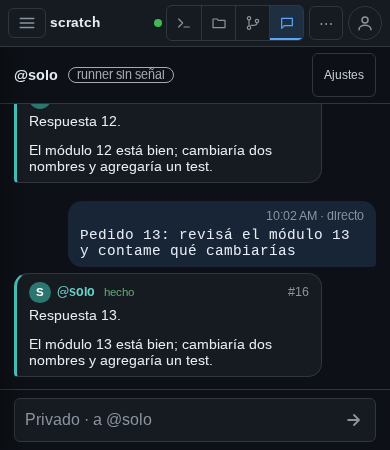 scratch
@solo runner sin señal Ajustes
Respuesta 12.
El módulo 12 está bien; cambiaría dos
nombres y agregaría un test.
10:02 AM · directo
Pedido 13: revisá el módulo 13
y contame qué cambiarías
S @solo hecho #16
Respuesta 13.
El módulo 13 está bien; cambiaría dos
nombres y agregaría un test.
Privado · a @solo